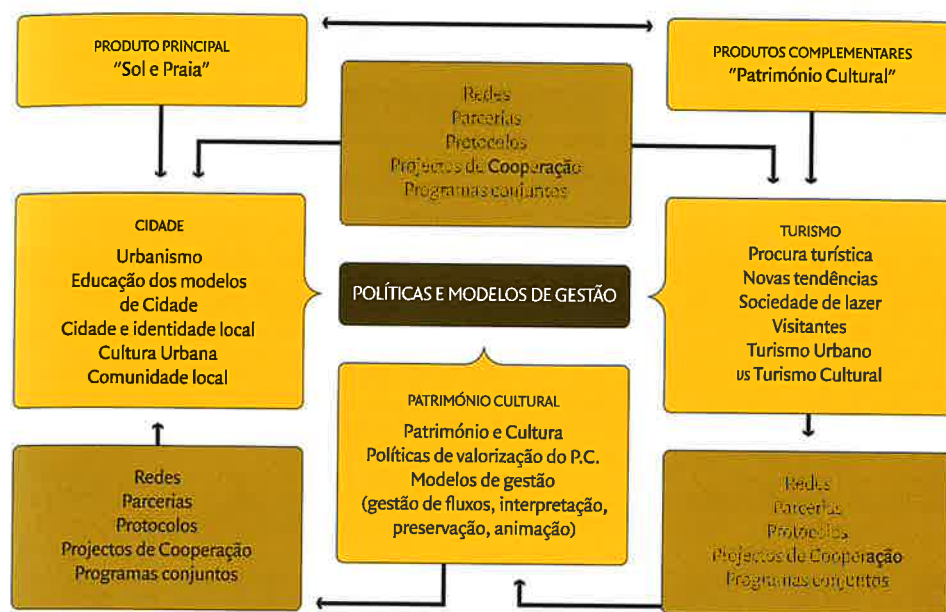 PRODUTO PRINCIPAL
"Sol e Praia"
PRODUTOS COMPLEMENTARES
"Património Cultural"
Redes
Parcerias
Protocolos
Projectos de Cooperação
Programas conjuntos
CIDADE
Urbanismo
Educação dos modelos
de Cidade
Cidade e identidade local
Cultura Urbana
Comunidade local
POLÍTICAS E MODELOS DE GESTÃO
TURISMO
Procura turística
Novas tendências
Sociedade de lazer
Visitantes
Turismo Urbano
vs Turismo Cultural
PATRIMÓNIO CULTURAL
Património e Cultura
Políticas de valorização do P.C.
Modelos de gestão
(gestão de fluxos, interpretação,
preservação, animação)
Redes
Parcerias
Protocolos
Projectos de Cooperação
Programas conjuntos
Redes
Parcerias
Protocolos
Projectos de Cooperação
Programas conjuntos